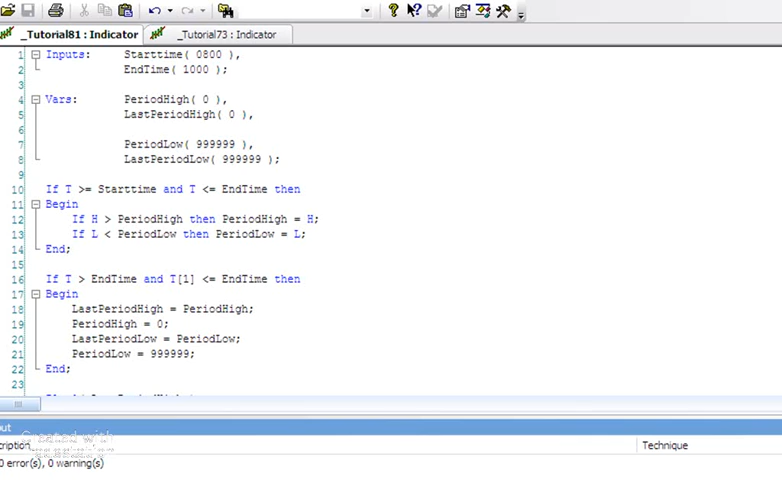 _Tutorial81 : Indicator
_Tutorial73 : Indicator
1 Inputs: Starttime( 0800 ),
2 EndTime( 1000 );
3
4 Vars: PeriodHigh( 0 ),
5 LastPeriodHigh( 0 ),
6
7 PeriodLow( 999999 ),
8 LastPeriodLow( 999999 );
9
10 If T >= Starttime and T <= EndTime then
11 Begin
12 If H > PeriodHigh then PeriodHigh = H;
13 If L < PeriodLow then PeriodLow = L;
14 End;
15
16 If T > EndTime and T[1] <= EndTime then
17 Begin
18 LastPeriodHigh = PeriodHigh;
19 PeriodHigh = 0;
20 LastPeriodLow = PeriodLow;
21 PeriodLow = 999999;
22 End;
23
Created with
Technique
0 error(s), 0 warning(s)